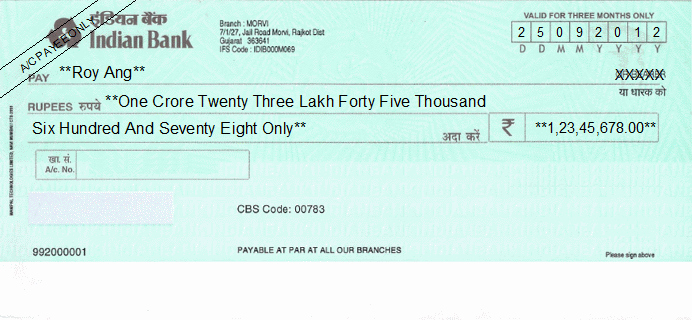 A/C PAYEE ONLY
इंडियन बैंक
Indian Bank
Branch : MORVI
7/1/27, Jail Road Morvi, Rajkot Dist
Gujarat 363641
IFS Code : IDIB000M069
VALID FOR THREE MONTHS ONLY
2 5 0 9 2 0 1 2
D D M M Y Y Y Y
PAY **Roy Ang** XXXXX
या धारक को
RUPEES रुपये **One Crore Twenty Three Lakh Forty Five Thousand
Six Hundred And Seventy Eight Only** अदा करें ₹ **1,23,45,678.00**
खा. सं.
A/c. No.
CBS Code: 00783
992000001 PAYABLE AT PAR AT ALL OUR BRANCHES Please sign above